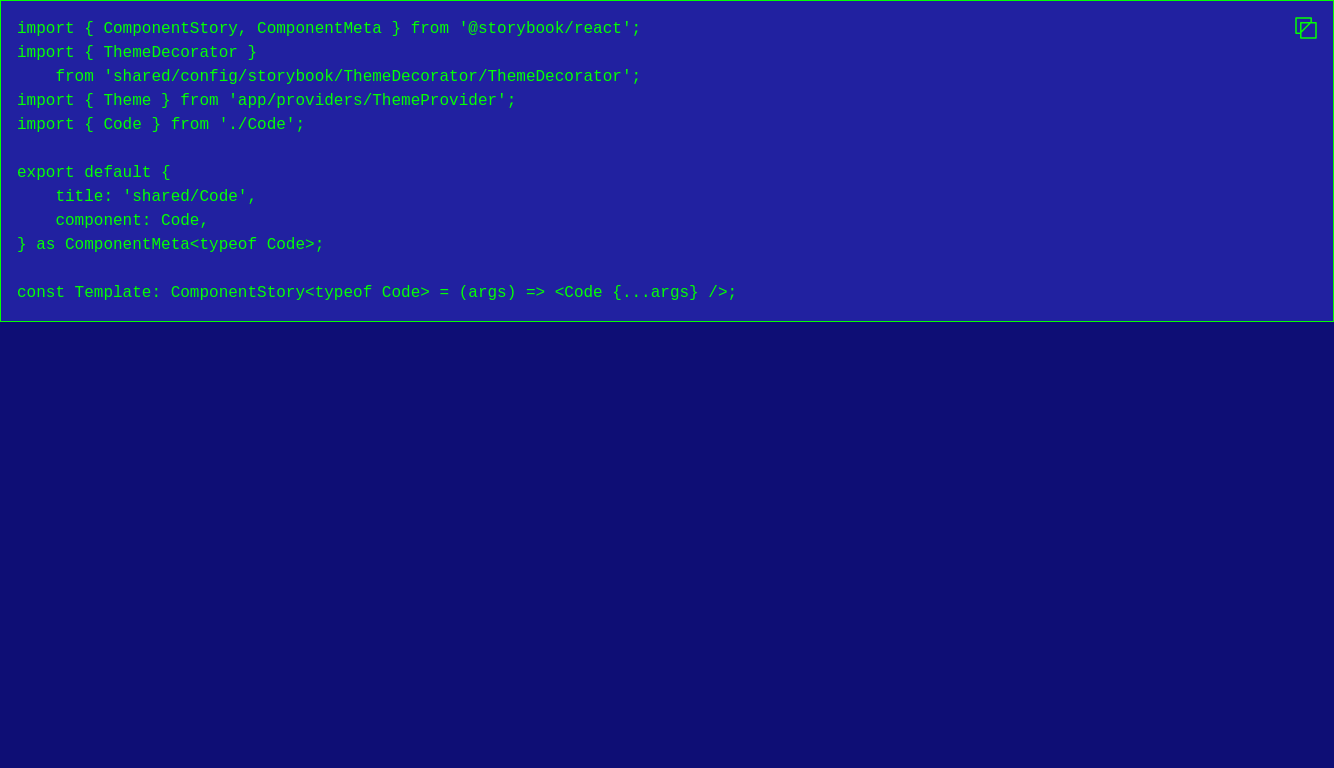 import { ComponentStory, ComponentMeta } from '@storybook/react';
import { ThemeDecorator }
    from 'shared/config/storybook/ThemeDecorator/ThemeDecorator';
import { Theme } from 'app/providers/ThemeProvider';
import { Code } from './Code';

export default {
    title: 'shared/Code',
    component: Code,
} as ComponentMeta<typeof Code>;

const Template: ComponentStory<typeof Code> = (args) => <Code {...args} />;